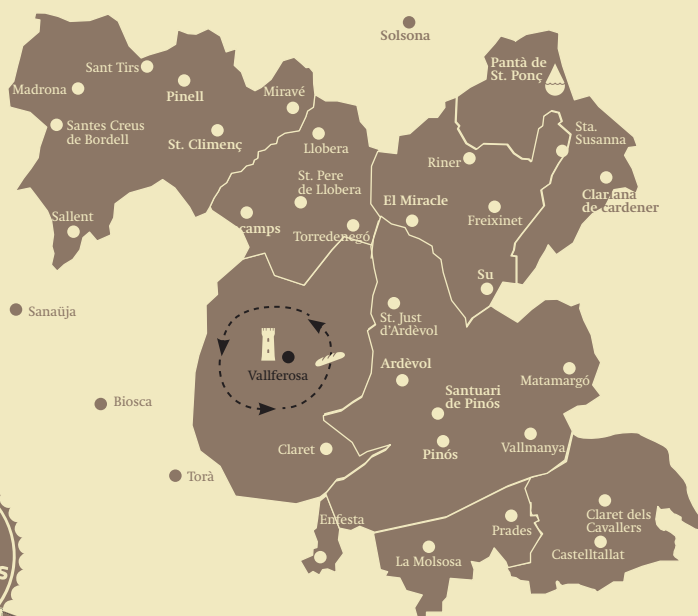 Solsona
Pantà de
St. Ponç
Sant Tirs
Madrona
Pinell
Miravé
Santes Creus
de Bordell
St. Climenç
Llobera
Sta.
Susanna
Riner
St. Pere
de Llobera
Clariana
de cardener
El Miracle
Sallent
camps
Torredenegó
Freixinet
Su
Sanaüja
St. Just
d'Ardèvol
Vallferosa
Ardèvol
Matamargó
Santuari
de Pinós
Biosca
Claret
Pinós
Vallmanya
Torà
Enfesta
Prades
Claret dels
Cavallers
La Molsosa
Castelltallat
S